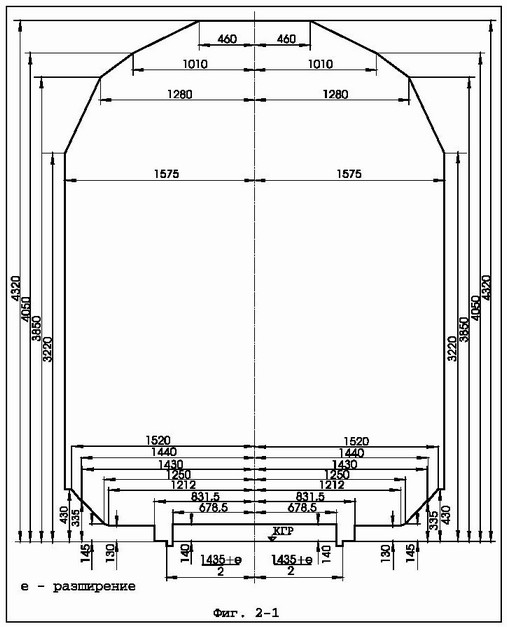 460 460
1010 1010
1280 1280
1575 1575
4320 4050 3850 3220
3220 3850 4050 4320
1520 1520
1440 1440
1430 1430
1250 1250
1212 1212
831.5 831.5
678.5 678.5
430 335 335 430
КГР
145 130 140 140 130 145
1435+e 1435+e
2 2
e - разширение
Фиг. 2-1